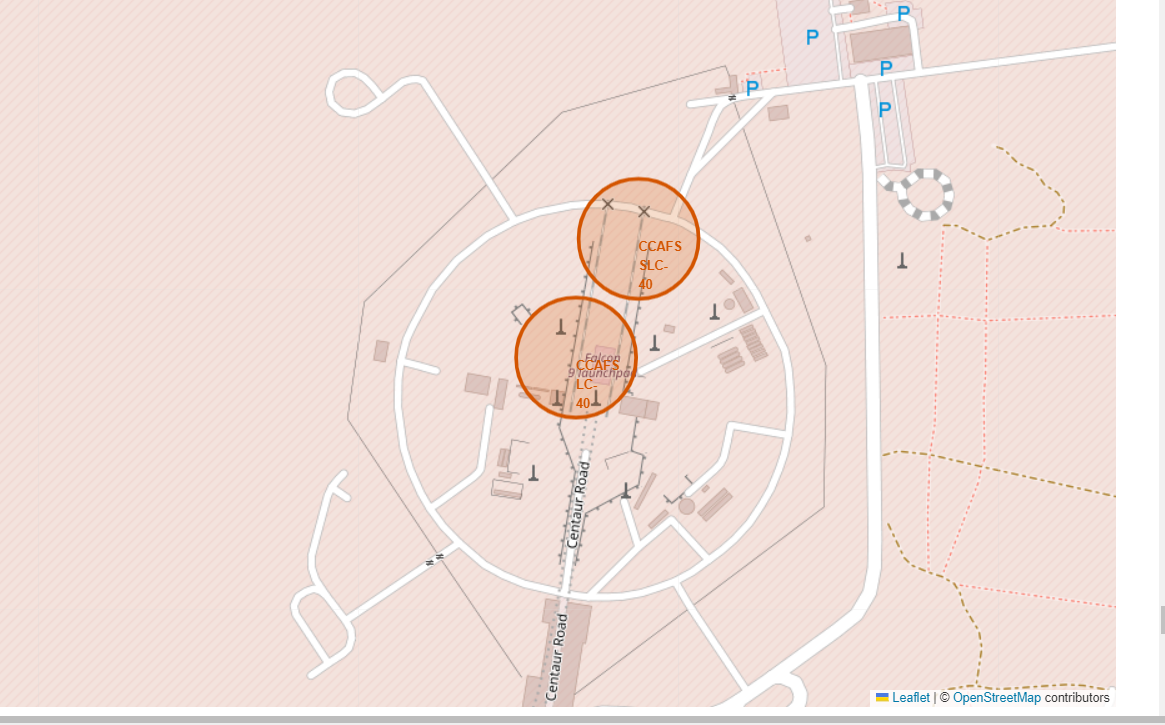 P
P
P
P
P
CCAFS
SLC-
40
Falcon
9 launchpad
CCAFS
LC-
40
Centaur Road
Centaur Road
Leaflet | © OpenStreetMap contributors